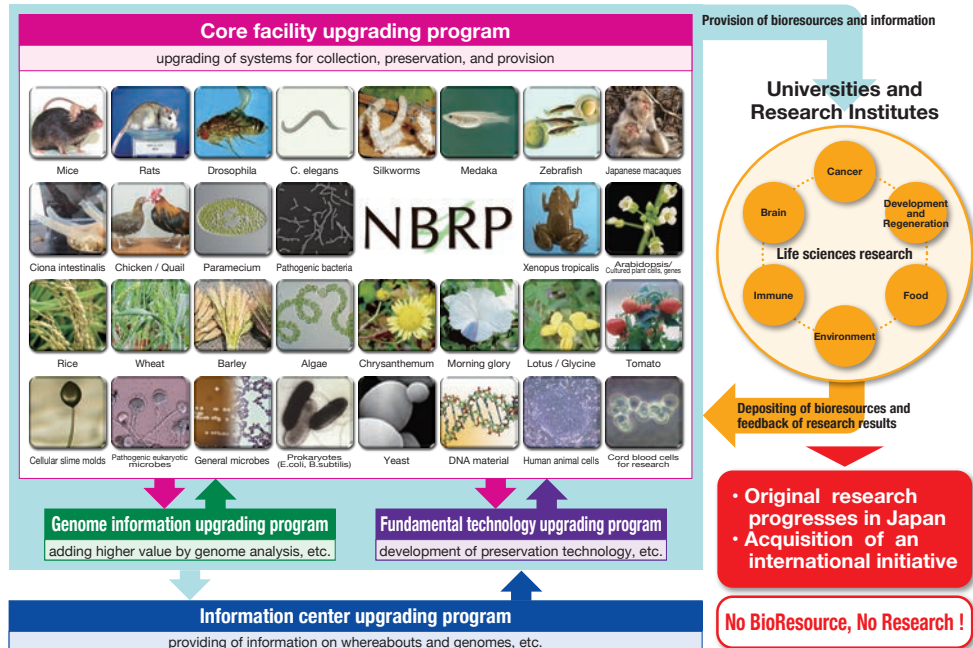 Core facility upgrading program
upgrading of systems for collection, preservation, and provision
Mice
Rats
Drosophila
C. elegans
Silkworms
Medaka
Zebrafish
Japanese macaques
Ciona intestinalis
Chicken / Quail
Paramecium
Pathogenic bacteria
NBRP
Xenopus tropicalis
Arabidopsis/
Cultured plant cells, genes
Rice
Wheat
Barley
Algae
Chrysanthemum
Morning glory
Lotus / Glycine
Tomato
Cellular slime molds
Pathogenic eukaryotic
microbes
General microbes
Prokaryotes
(E.coli, B.subtilis)
Yeast
DNA material
Human animal cells
Cord blood cells
for research
Genome information upgrading program
adding higher value by genome analysis, etc.
Fundamental technology upgrading program
development of preservation technology, etc.
Information center upgrading program
providing of information on whereabouts and genomes, etc.
Provision of bioresources and information
Universities and
Research Institutes
Cancer
Brain
Development
and
Regeneration
Life sciences research
Immune
Food
Environment
Depositing of bioresources and
feedback of research results
・Original research
progresses in Japan
・Acquisition of an
international initiative
No BioResource, No Research !